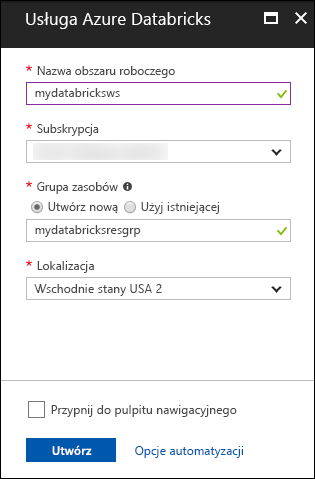 Usługa Azure Databricks
* Nazwa obszaru roboczego
mydatabricksws
* Subskrypcja
* Grupa zasobów
Utwórz nową Użyj istniejącej
mydatabricksresgrp
* Lokalizacja
Wschodnie stany USA 2
Przypnij do pulpitu nawigacyjnego
Utwórz Opcje automatyzacji